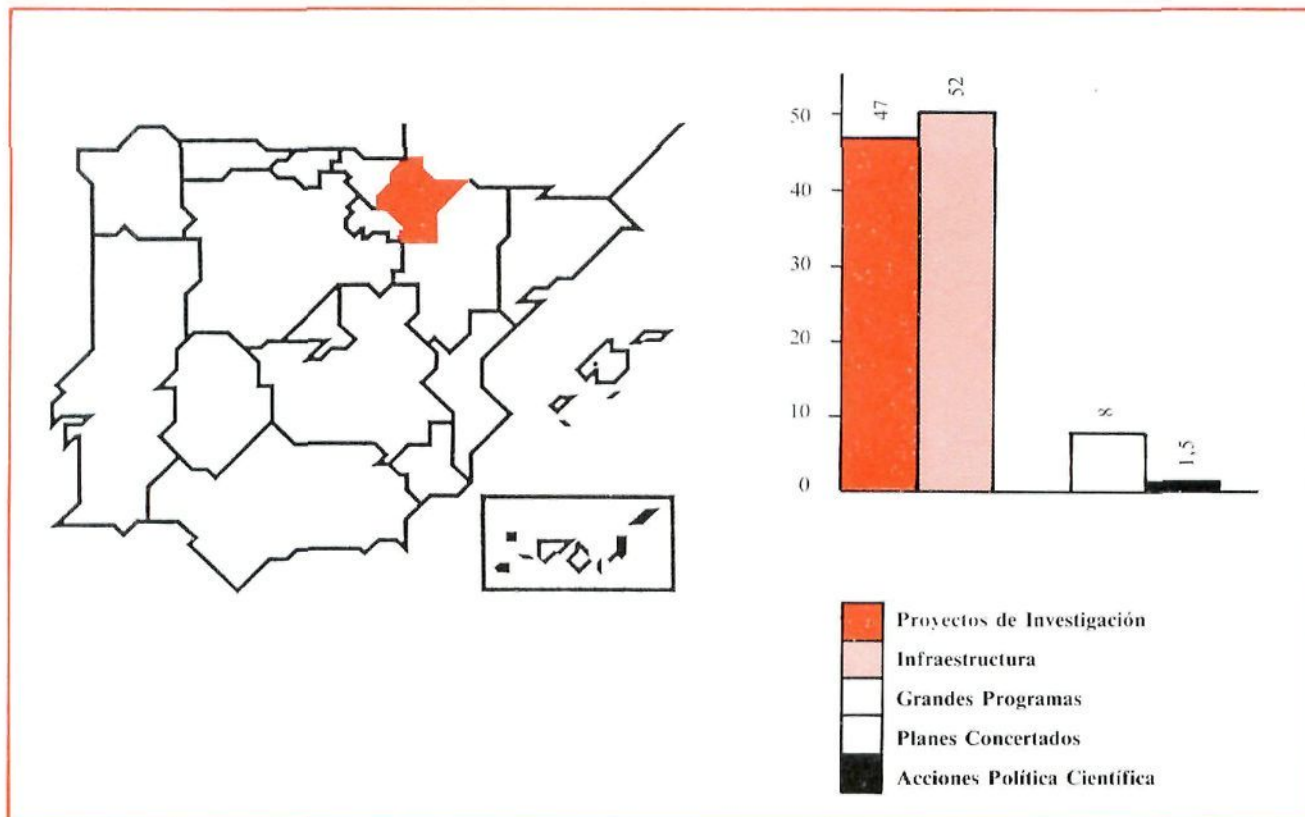 50
40
30
20
10
0
47
52
8
1,5
Proyectos de Investigación
Infraestructura
Grandes Programas
Planes Concertados
Acciones Política Científica